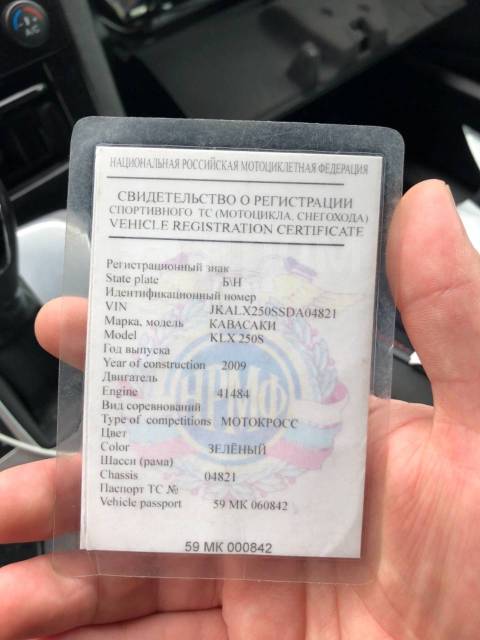 НАЦИОНАЛЬНАЯ РОССИЙСКАЯ МОТОЦИКЛЕТНАЯ ФЕДЕРАЦИЯ
СВИДЕТЕЛЬСТВО О РЕГИСТРАЦИИ
СПОРТИВНОГО ТС (МОТОЦИКЛА, СНЕГОХОДА)
VEHICLE REGISTRATION CERTIFICATE
Регистрационный знак
State plate Б\Н
Идентификационный номер
VIN JKALX250SSDA04821
Марка, модель КАВАСАКИ
Model KLX 250S
Год выпуска
Year of construction 2009
Двигатель
Engine 41484
Вид соревнований
Type of competitions МОТОКРОСС
Цвет
Color ЗЕЛЁНЫЙ
Шасси (рама)
Chassis 04821
Паспорт ТС №
Vehicle passport 59 МК 060842
59 МК 000842
НРМФ
A/C